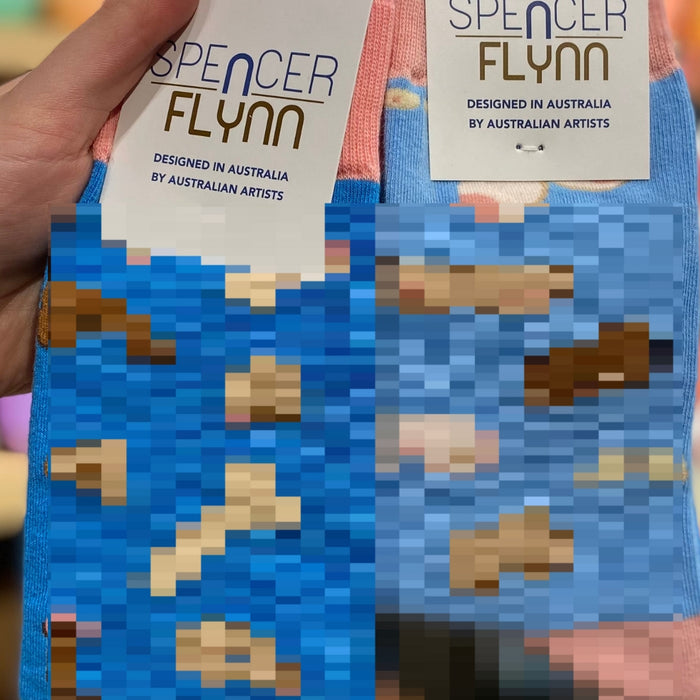 SPENCER
FLYNN
DESIGNED IN AUSTRALIA
BY AUSTRALIAN ARTISTS
SPENCER
FLYNN
DESIGNED IN AUSTRALIA
BY AUSTRALIAN ARTISTS